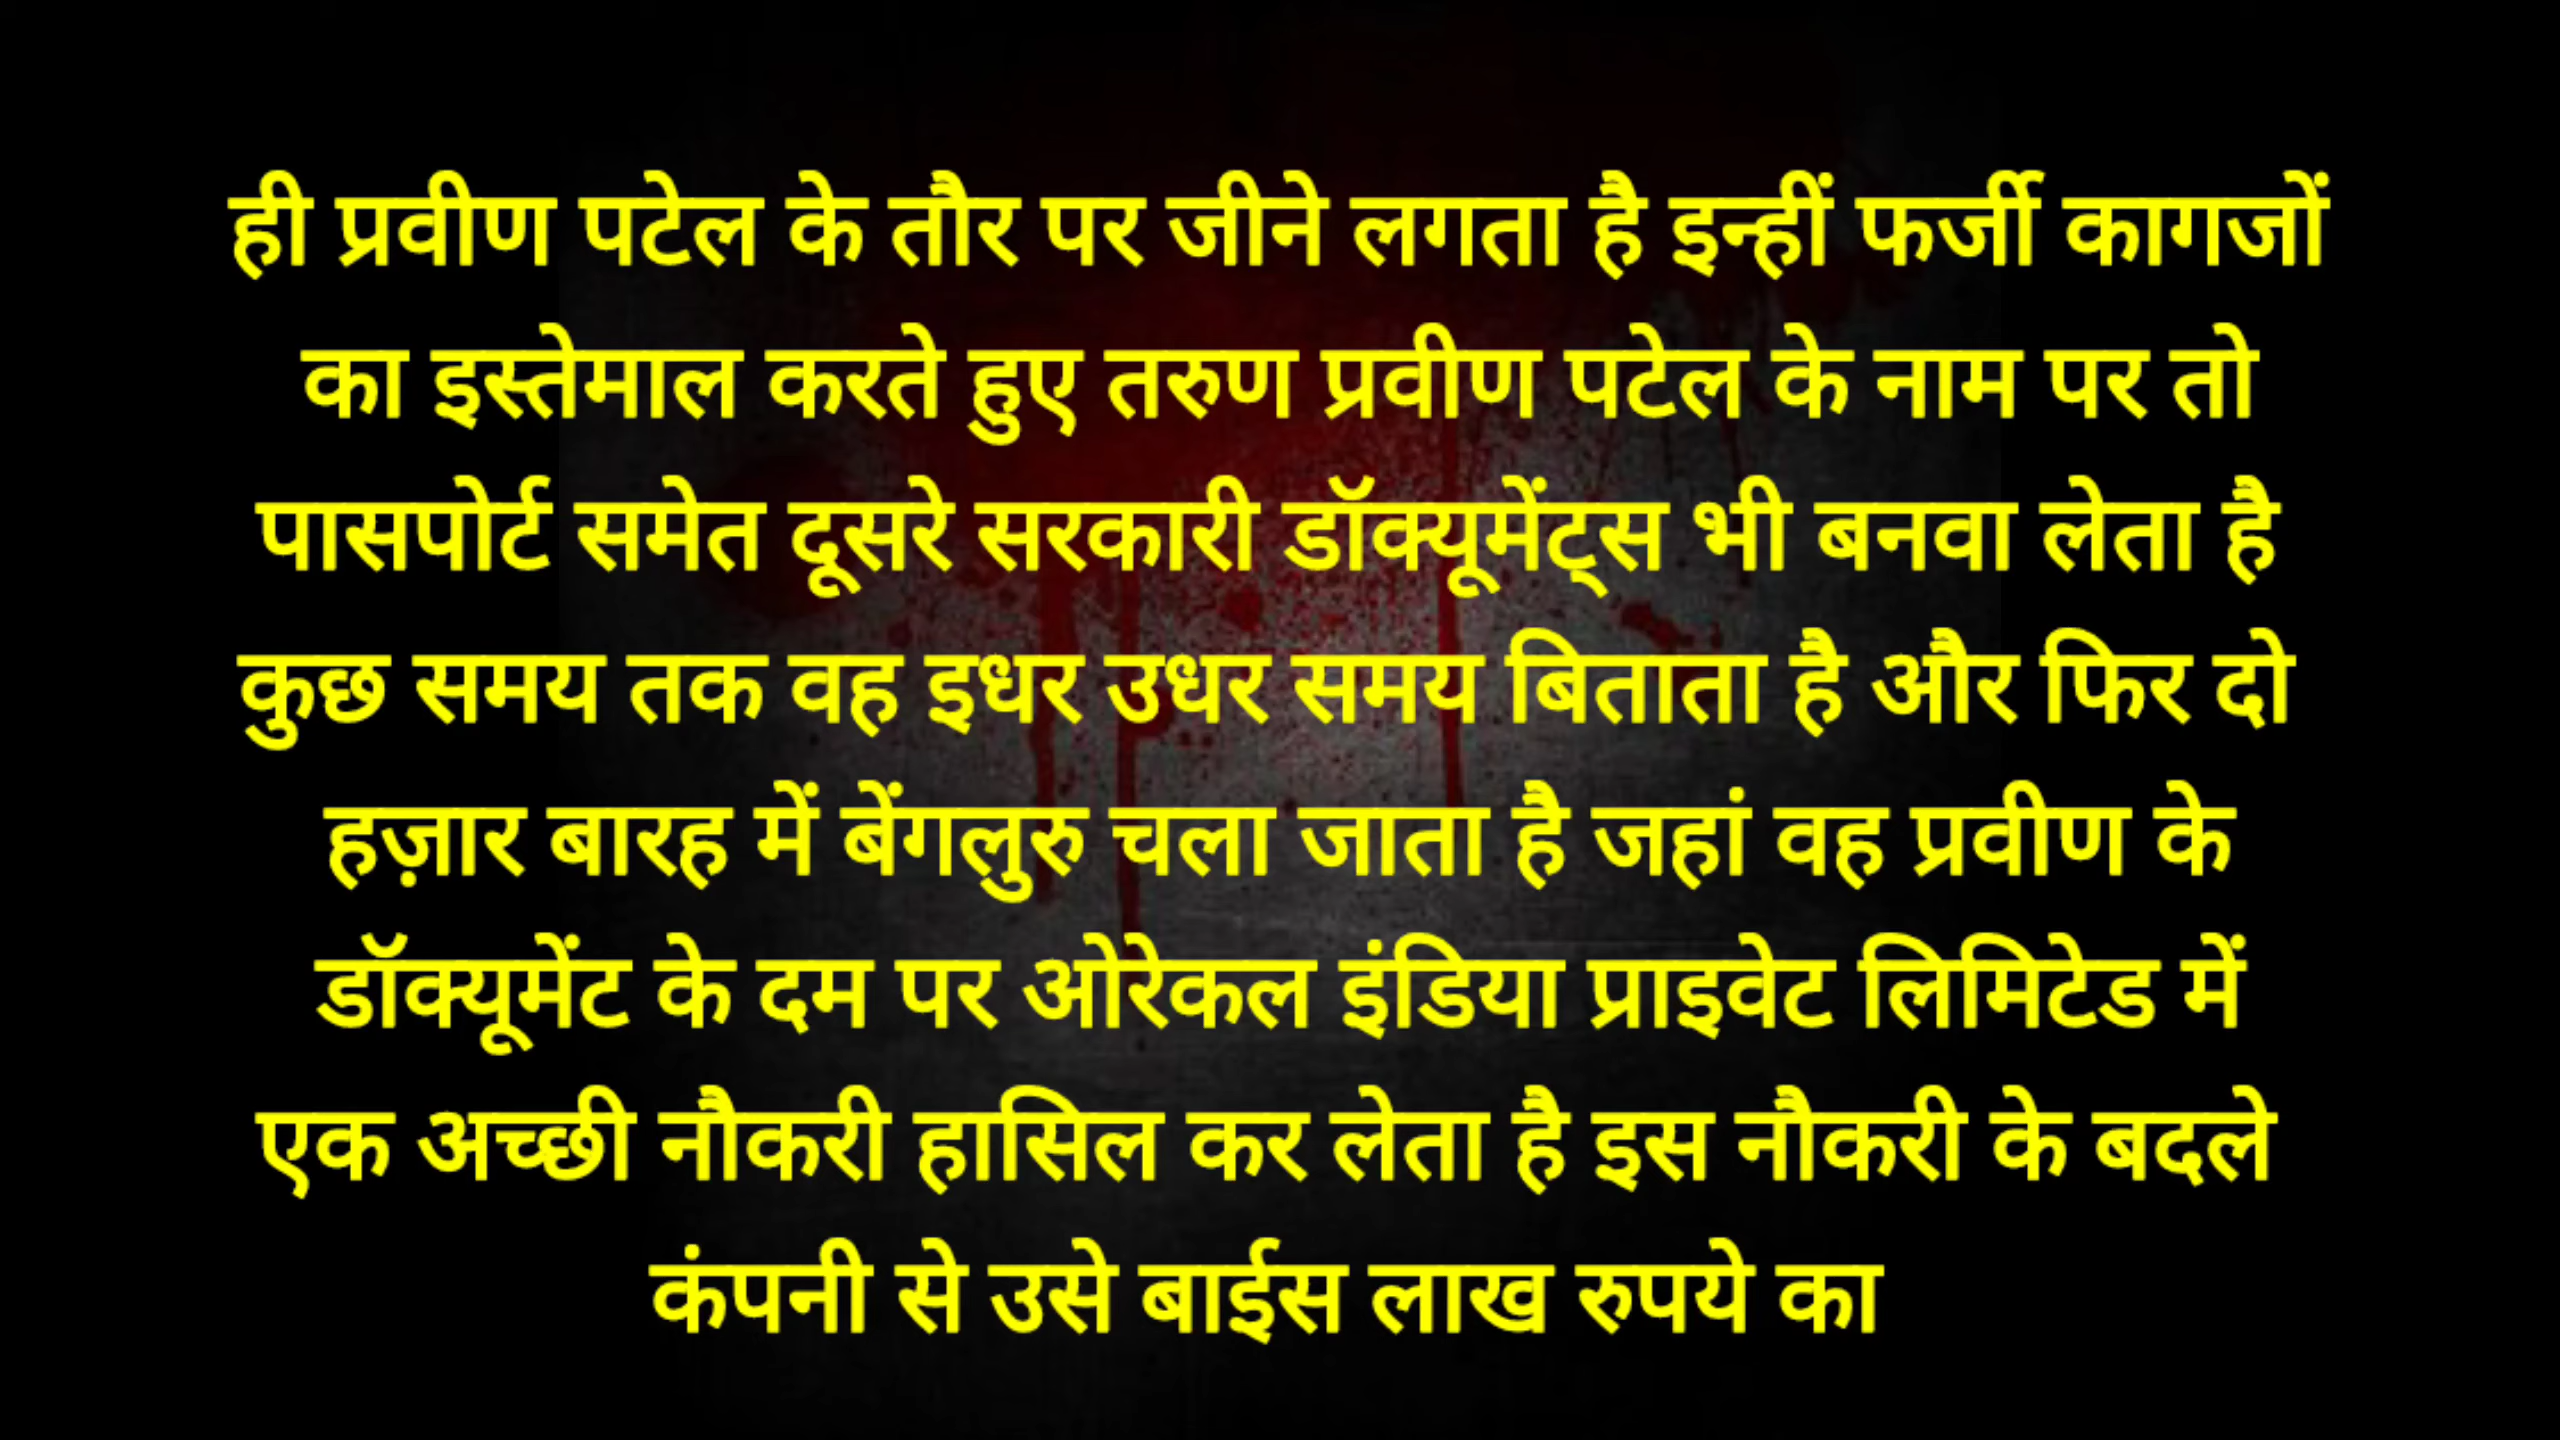 ही प्रवीण पटेल के तौर पर जीने लगता है इन्हीं फर्जी कागजों
का इस्तेमाल करते हुए तरुण प्रवीण पटेल के नाम पर तो
पासपोर्ट समेत दूसरे सरकारी डॉक्यूमेंट्स भी बनवा लेता है
कुछ समय तक वह इधर उधर समय बिताता है और फिर दो
हज़ार बारह में बेंगलुरु चला जाता है जहां वह प्रवीण के
डॉक्यूमेंट के दम पर ओरेकल इंडिया प्राइवेट लिमिटेड में
एक अच्छी नौकरी हासिल कर लेता है इस नौकरी के बदले
कंपनी से उसे बाईस लाख रुपये का